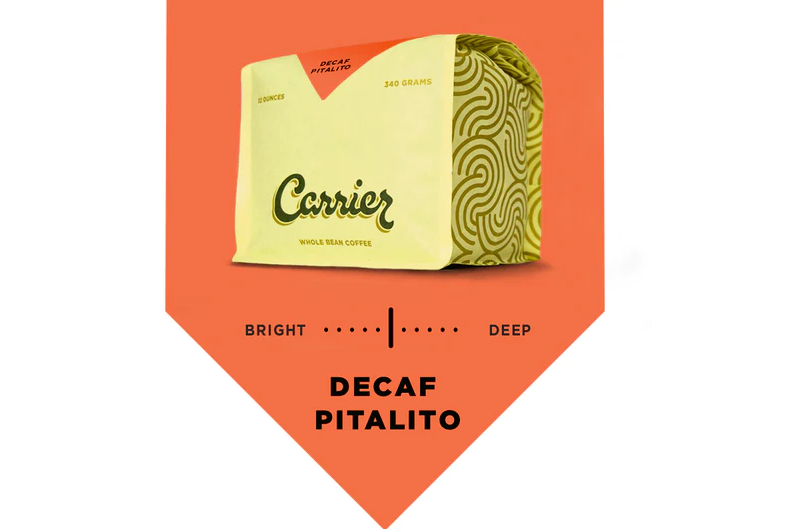 DECAF
PITALITO
12 OUNCES
340 GRAMS
Carrier
WHOLE BEAN COFFEE
BRIGHT
DEEP
DECAF
PITALITO